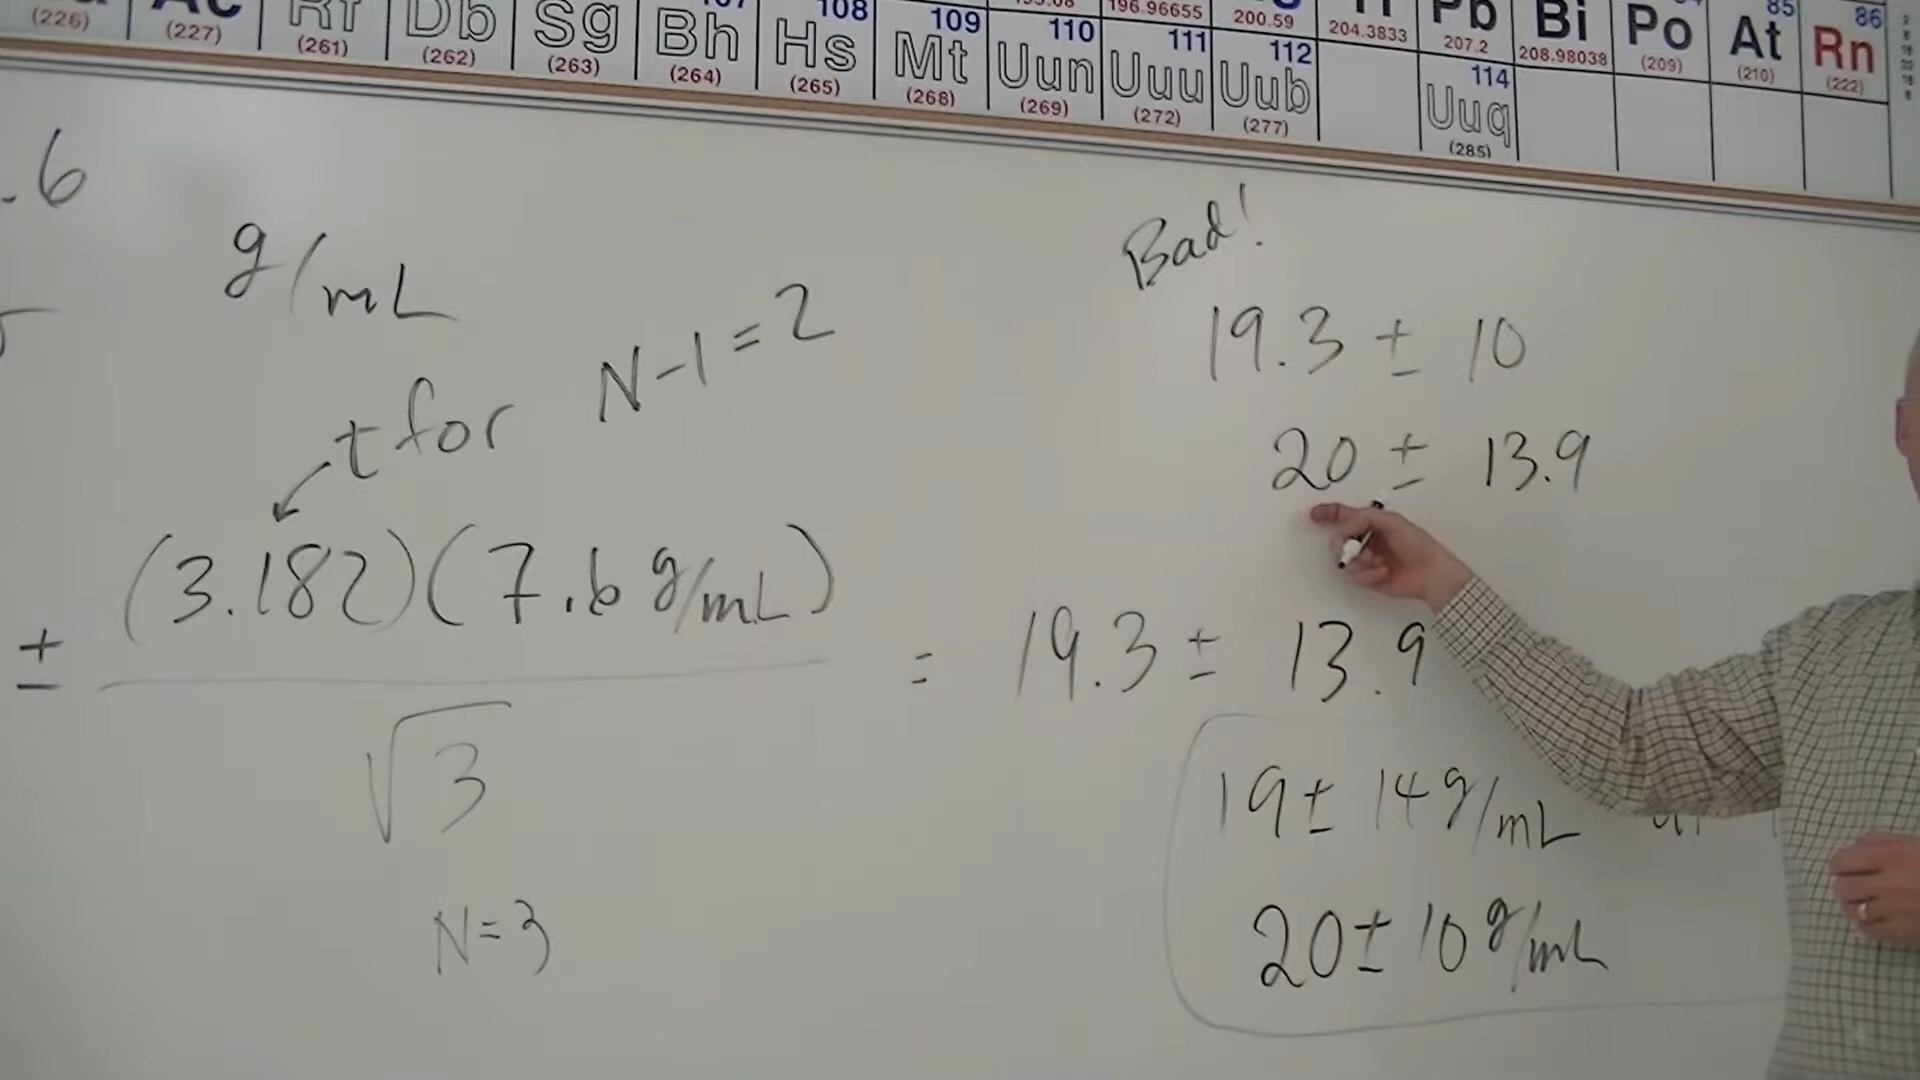 Rf Db Sg Bh 108 Hs 109 Mt 110 Uun 111 Uuu 112 Uub 114 Uuq Pb Bi Po 85 At 86 Rn
(226) (227) (261) (262) (263) (264) (265) (268) (269) (272) (277) (285)
196.96655 200.59 204.3833 207.2 208.98038 (209) (210) (222)
.6
g/mL
t for N-1=2
± (3.182)(7.6 g/mL)
√3
N=3
Bad!
19.3 ± 10
20 ± 13.9
= 19.3 ± 13.9
19 ± 14 g/mL
20 ± 10 g/mL